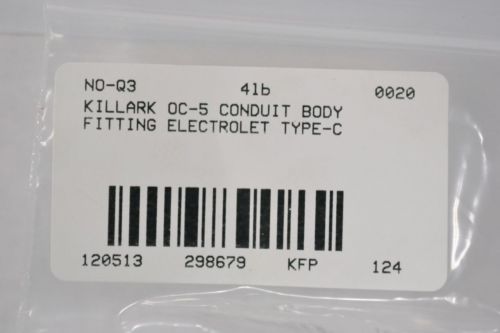 NO-Q3 41b 0020
KILLARK OC-5 CONDUIT BODY
FITTING ELECTROLET TYPE-C
120513 298679 KFP 124